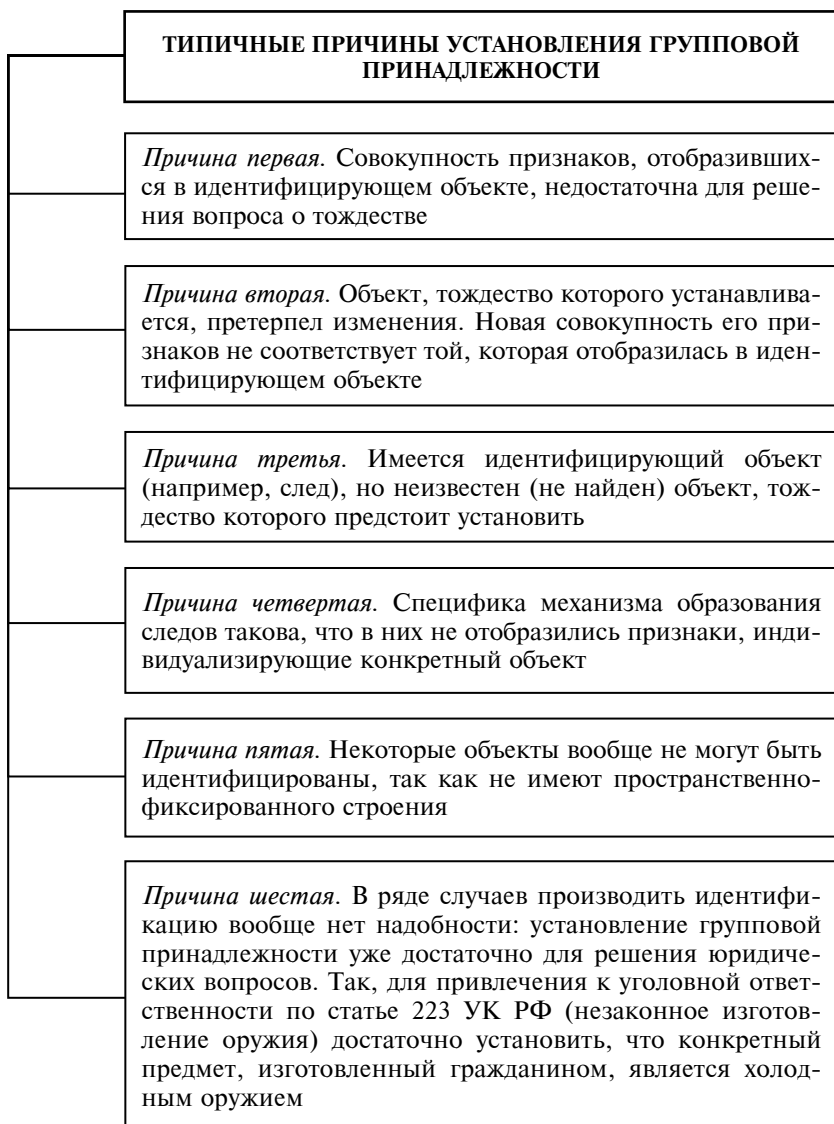 ТИПИЧНЫЕ ПРИЧИНЫ УСТАНОВЛЕНИЯ ГРУППОВОЙ
ПРИНАДЛЕЖНОСТИ
Причина первая. Совокупность признаков, отобразивших-
ся в идентифицирующем объекте, недостаточна для реше-
ния вопроса о тождестве
Причина вторая. Объект, тождество которого устанавлива-
ется, претерпел изменения. Новая совокупность его при-
знаков не соответствует той, которая отобразилась в иден-
тифицирующем объекте
Причина третья. Имеется идентифицирующий объект
(например, след), но неизвестен (не найден) объект, тож-
дество которого предстоит установить
Причина четвертая. Специфика механизма образования
следов такова, что в них не отобразились признаки, инди-
видуализирующие конкретный объект
Причина пятая. Некоторые объекты вообще не могут быть
идентифицированы, так как не имеют пространственно-
фиксированного строения
Причина шестая. В ряде случаев производить идентифи-
кацию вообще нет надобности: установление групповой
принадлежности уже достаточно для решения юридиче-
ских вопросов. Так, для привлечения к уголовной ответ-
ственности по статье 223 УК РФ (незаконное изготов-
ление оружия) достаточно установить, что конкретный
предмет, изготовленный гражданином, является холод-
ным оружием